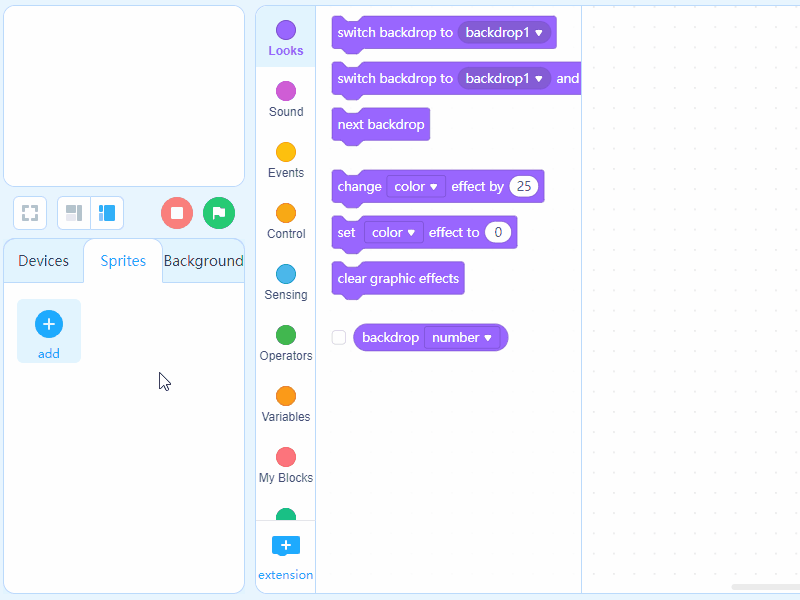 Devices
Sprites
Background
add
Looks
Sound
Events
Control
Sensing
Operators
Variables
My Blocks
extension
switch backdrop to backdrop1
switch backdrop to backdrop1 and
next backdrop
change color effect by 25
set color effect to 0
clear graphic effects
backdrop number